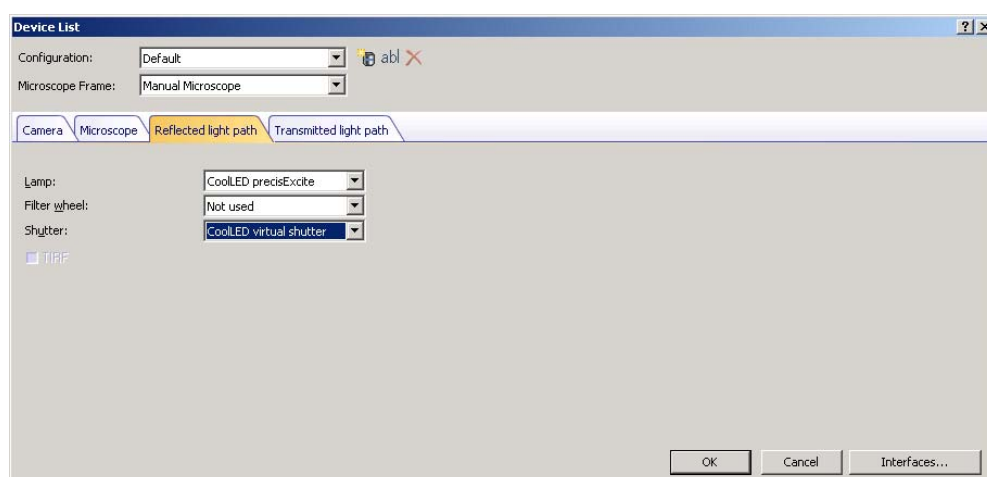 Device List
Configuration: Default abl
Microscope Frame: Manual Microscope
Camera Microscope Reflected light path Transmitted light path
Lamp: CoolLED precisExcite
Filter wheel: Not used
Shutter: CoolLED virtual shutter
TIRF
OK Cancel Interfaces...